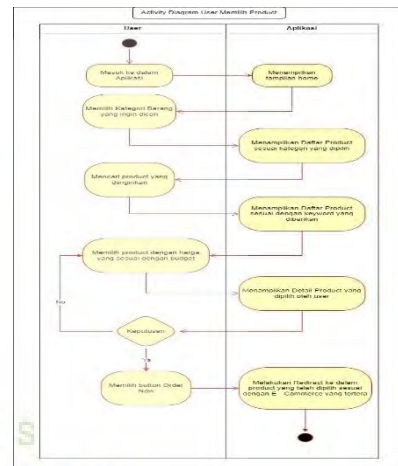 Activity Diagram User Memilih Product
User
Aplikasi
Masuk ke dalam
Aplikasi
Menampilkan
tampilan home
Memilih Kategori Barang
yang ingin dicari
Menampilkan Daftar Product
sesuai kategori yang dipilih
Mencari product yang
diinginkan
Menampilkan Daftar Product
sesuai dengan keyword yang
diberikan
Memilih product dengan harga
yang sesuai dengan budget
Menampilkan Detail Product yang
dipilih oleh user
No
Keputusan
Ya
Memilih button Order
Now
Melakukan Redirect ke dalam
product yang telah dipilih sesuai
dengan E - Commerce yang tertera
S